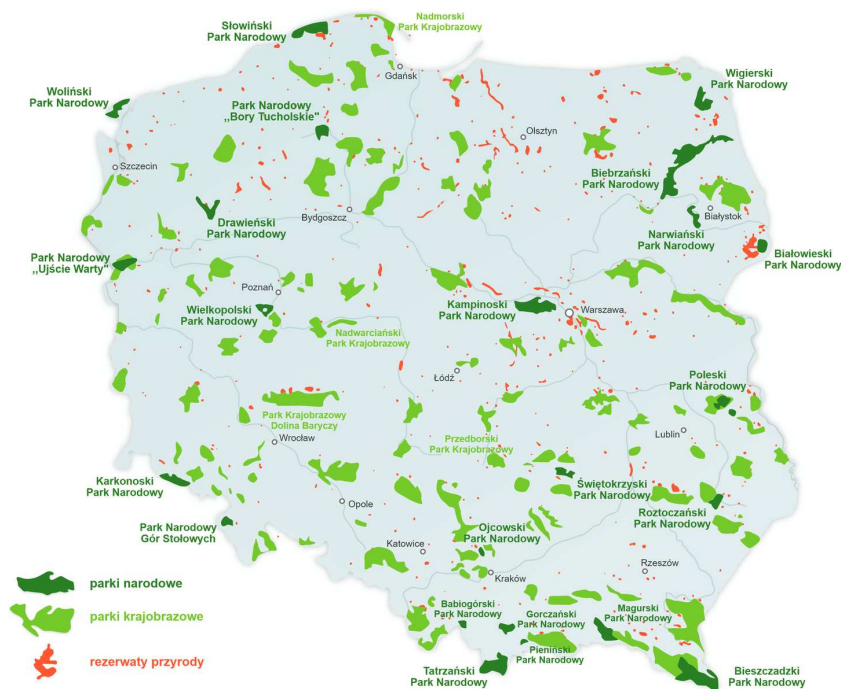 Słowiński
Park Narodowy
Nadmorski
Park Krajobrazowy
Gdańsk
Woliński
Park Narodowy
Park Narodowy
,,Bory Tucholskie"
Wigierski
Park Narodowy
Olsztyn
Szczecin
Biebrzański
Park Narodowy
Białystok
Bydgoszcz
Drawieński
Park Narodowy
Narwiański
Park Narodowy
Białowieski
Park Narodowy
Park Narodowy
,,Ujście Warty"
Poznań
Wielkopolski
Park Narodowy
Kampinoski
Park Narodowy
Warszawa
Nadwarciański
Park Krajobrazowy
Łódź
Poleski
Park Narodowy
Park Krajobrazowy
Dolina Baryczy
Wrocław
Przedborski
Park Krajobrazowy
Lublin
Karkonoski
Park Narodowy
Świętokrzyski
Park Narodowy
Opole
Roztoczański
Park Narodowy
Park Narodowy
Gór Stołowych
Ojcowski
Park Narodowy
Katowice
Kraków
Rzeszów
parki narodowe
Babiogórski
Park Narodowy
Gorczański
Park Narodowy
Magurski
Park Narodowy
parki krajobrazowe
Pieniński
Park Narodowy
rezerwaty przyrody
Tatrzański
Park Narodowy
Bieszczadzki
Park Narodowy